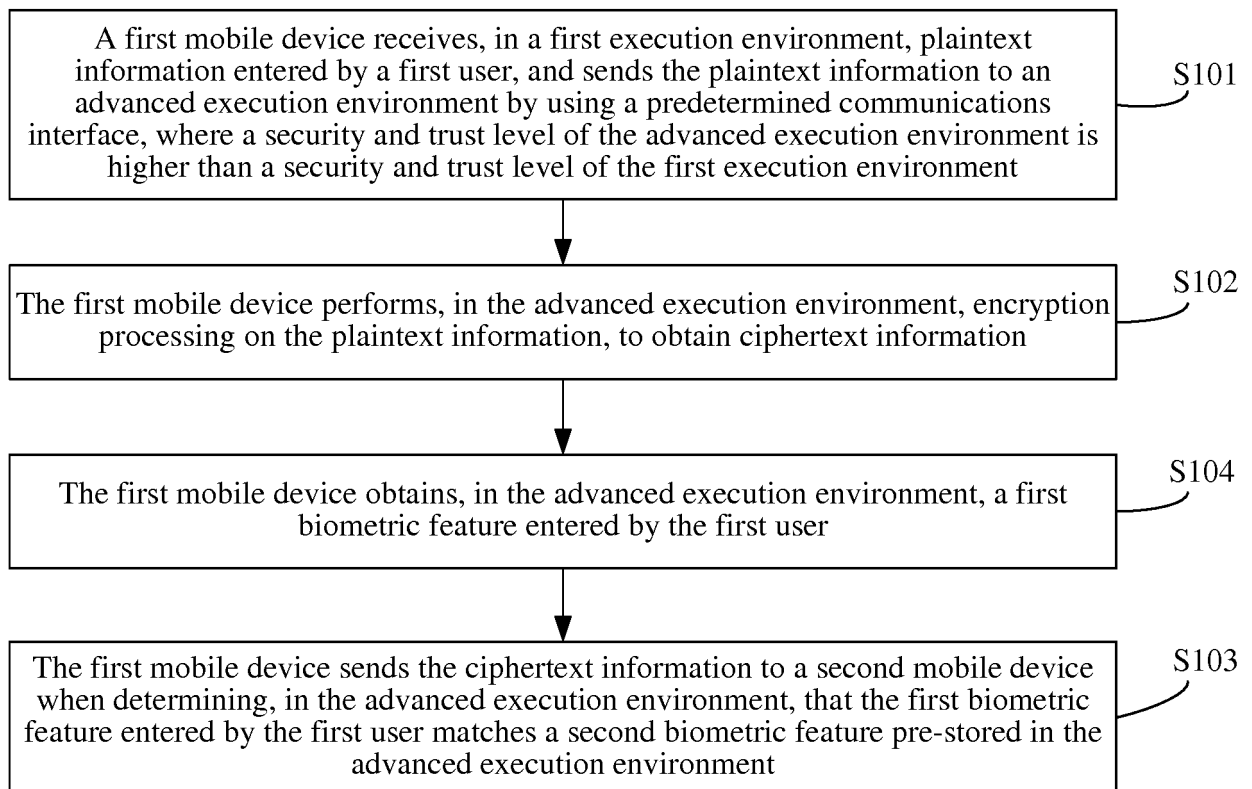 A first mobile device receives, in a first execution environment, plaintext
information entered by a first user, and sends the plaintext information to an
advanced execution environment by using a predetermined communications
interface, where a security and trust level of the advanced execution environment is
higher than a security and trust level of the first execution environment
S101
The first mobile device performs, in the advanced execution environment, encryption
processing on the plaintext information, to obtain ciphertext information
S102
The first mobile device obtains, in the advanced execution environment, a first
biometric feature entered by the first user
S104
The first mobile device sends the ciphertext information to a second mobile device
when determining, in the advanced execution environment, that the first biometric
feature entered by the first user matches a second biometric feature pre-stored in the
advanced execution environment
S103